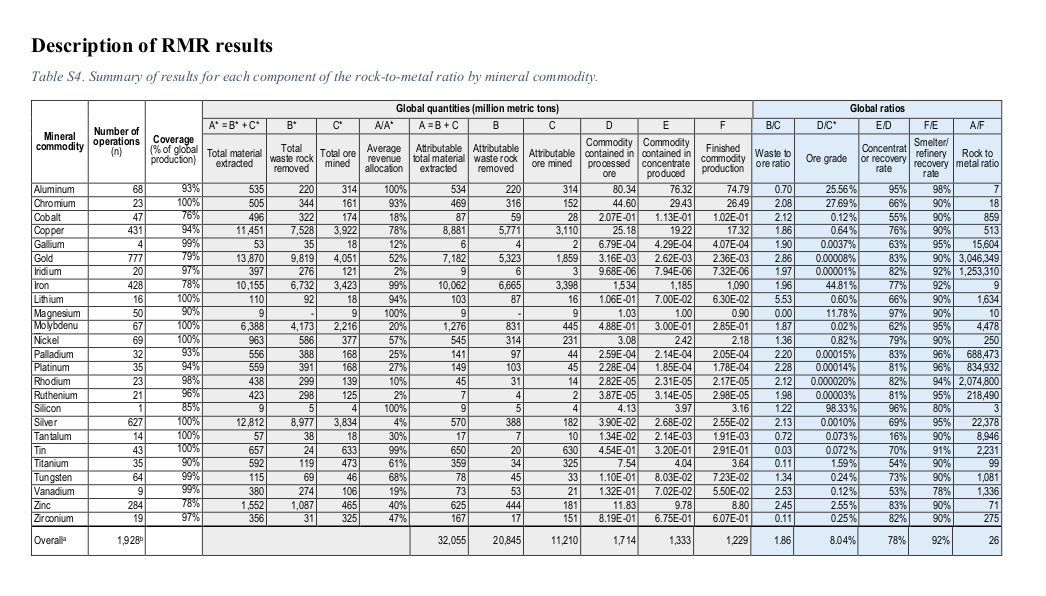 Description of RMR results
Table S4. Summary of results for each component of the rock-to-metal ratio by mineral commodity.
Mineral commodity Number of operations (n) Coverage (% of global production) Global quantities (million metric tons) Global ratios
A* = B* + C* B* C* A/A* A = B + C B C D E F B/C D/C* E/D F/E A/F
Total material extracted Total waste rock removed Total ore mined Average revenue allocation Attributable total material extracted Attributable waste rock removed Attributable ore mined Commodity contained in processed ore Commodity contained in concentrate produced Finished commodity production Waste to ore ratio Ore grade Concentrat or recovery rate Smelter/ refinery recovery rate Rock to metal ratio
Aluminum 68 93% 535 220 314 100% 534 220 314 80.34 76.32 74.79 0.70 25.56% 95% 98% 7
Chromium 23 100% 505 344 161 93% 469 316 152 44.60 29.43 26.49 2.08 27.69% 66% 90% 18
Cobalt 47 76% 496 322 174 18% 87 59 28 2.07E-01 1.13E-01 1.02E-01 2.12 0.12% 55% 90% 859
Copper 431 94% 11,451 7,528 3,922 78% 8,881 5,771 3,110 25.18 19.22 17.32 1.86 0.64% 76% 90% 513
Gallium 4 99% 53 35 18 12% 6 4 2 6.79E-04 4.29E-04 4.07E-04 1.90 0.0037% 63% 95% 15,604
Gold 777 79% 13,870 9,819 4,051 52% 7,182 5,323 1,859 3.16E-03 2.62E-03 2.36E-03 2.86 0.00008% 83% 90% 3,046,349
Iridium 20 97% 397 276 121 2% 9 6 3 9.68E-06 7.94E-06 7.32E-06 1.97 0.00001% 82% 92% 1,253,310
Iron 428 78% 10,155 6,732 3,423 99% 10,062 6,665 3,398 1,534 1,185 1,090 1.96 44.81% 77% 92% 9
Lithium 16 100% 110 92 18 94% 103 87 16 1.06E-01 7.00E-02 6.30E-02 5.53 0.60% 66% 90% 1,634
Magnesium 50 90% 9 - 9 100% 9 - 9 1.03 1.00 0.90 0.00 11.78% 97% 90% 10
Molybdenu 67 100% 6,388 4,173 2,216 20% 1,276 831 445 4.88E-01 3.00E-01 2.85E-01 1.87 0.02% 62% 95% 4,478
Nickel 69 100% 963 586 377 57% 545 314 231 3.08 2.42 2.18 1.36 0.82% 79% 90% 250
Palladium 32 93% 556 388 168 25% 141 97 44 2.59E-04 2.14E-04 2.05E-04 2.20 0.00015% 83% 96% 688,473
Platinum 35 94% 559 391 168 27% 149 103 45 2.28E-04 1.85E-04 1.78E-04 2.28 0.00014% 81% 96% 834,932
Rhodium 23 98% 438 299 139 10% 45 31 14 2.82E-05 2.31E-05 2.17E-05 2.12 0.000020% 82% 94% 2,074,800
Ruthenium 21 96% 423 298 125 2% 7 4 2 3.87E-05 3.14E-05 2.98E-05 1.98 0.00003% 81% 95% 218,490
Silicon 1 85% 9 5 4 100% 9 5 4 4.13 3.97 3.16 1.22 98.33% 96% 80% 3
Silver 627 100% 12,812 8,977 3,834 4% 570 388 182 3.90E-02 2.68E-02 2.55E-02 2.13 0.0010% 69% 95% 22,378
Tantalum 14 100% 57 38 18 30% 17 7 10 1.34E-02 2.14E-03 1.91E-03 0.72 0.073% 16% 90% 8,946
Tin 43 100% 657 24 633 99% 650 20 630 4.54E-01 3.20E-01 2.91E-01 0.03 0.072% 70% 91% 2,231
Titanium 35 90% 592 119 473 61% 359 34 325 7.54 4.04 3.64 0.11 1.59% 54% 90% 99
Tungsten 64 99% 115 69 46 68% 78 45 33 1.10E-01 8.03E-02 7.23E-02 1.34 0.24% 73% 90% 1,081
Vanadium 9 99% 380 274 106 19% 73 53 21 1.32E-01 7.02E-02 5.50E-02 2.53 0.12% 53% 78% 1,336
Zinc 284 78% 1,552 1,087 465 40% 625 444 181 11.83 9.78 8.80 2.45 2.55% 83% 90% 71
Zirconium 19 97% 356 31 325 47% 167 17 151 8.19E-01 6.75E-01 6.07E-01 0.11 0.25% 82% 90% 275
Overallᵃ 1,928ᵇ 32,055 20,845 11,210 1,714 1,333 1,229 1.86 8.04% 78% 92% 26